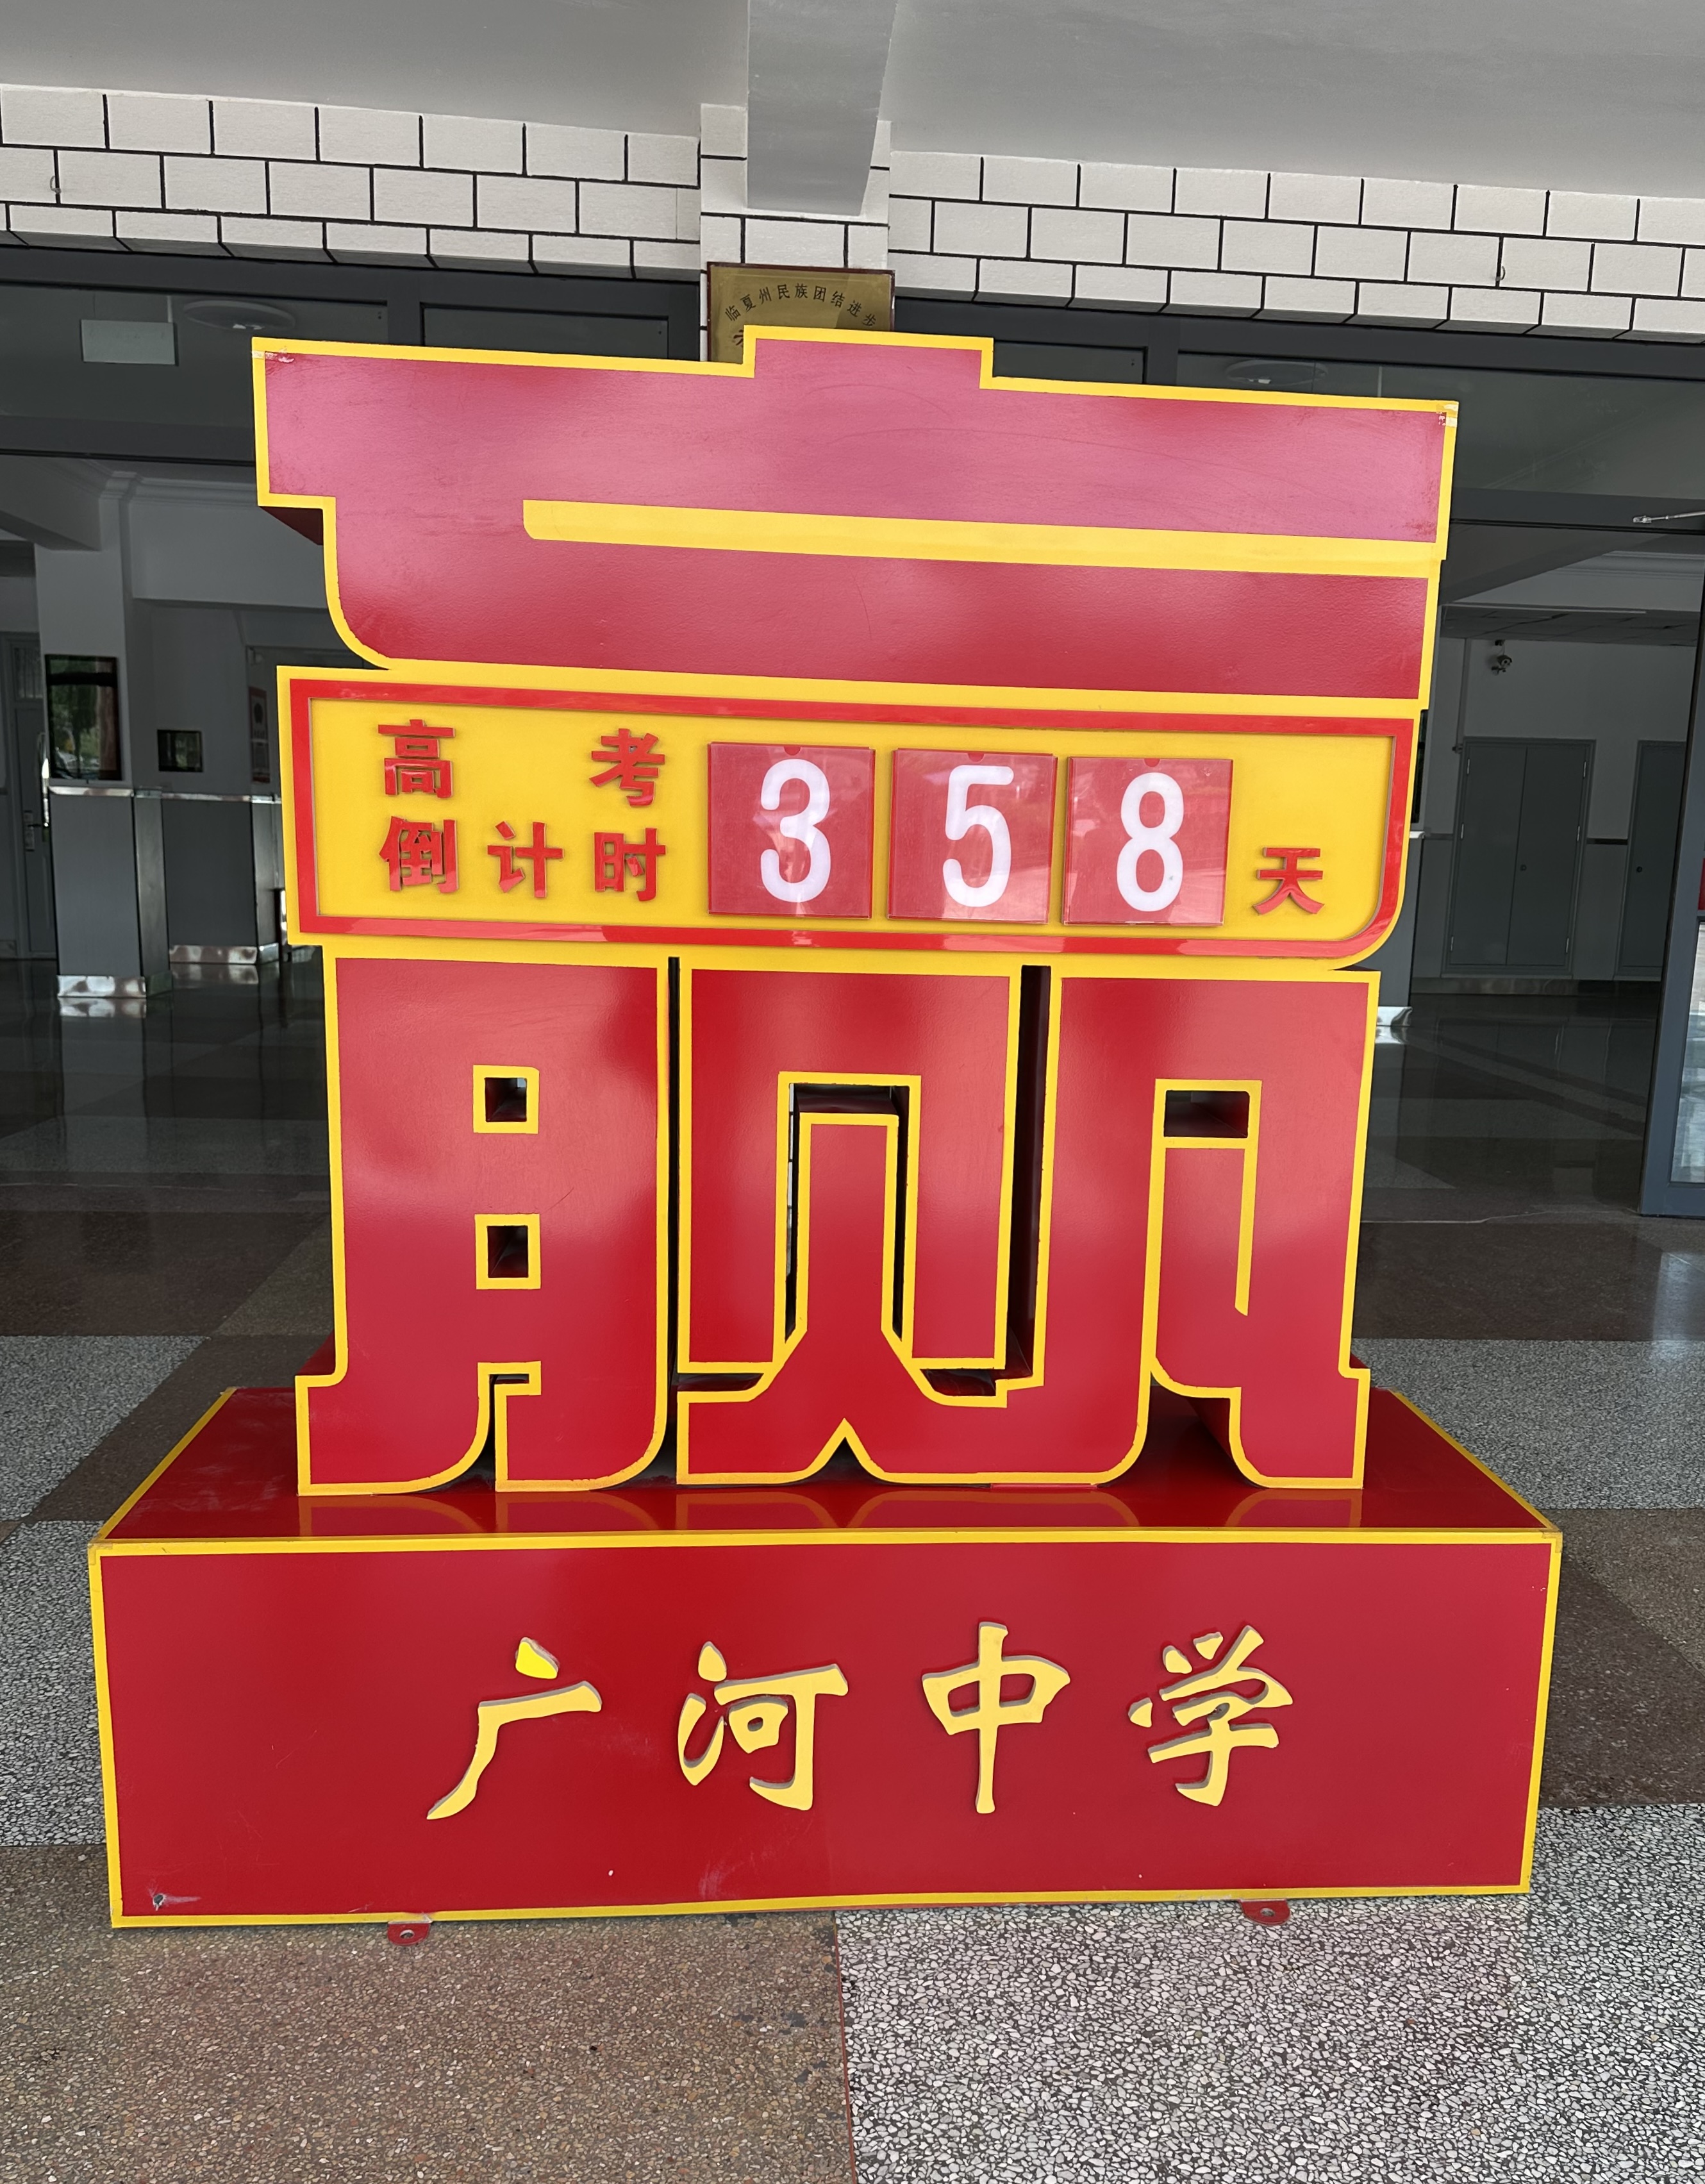 临夏州民族团结进步
赢
高考 358
倒计时 天
广河中学